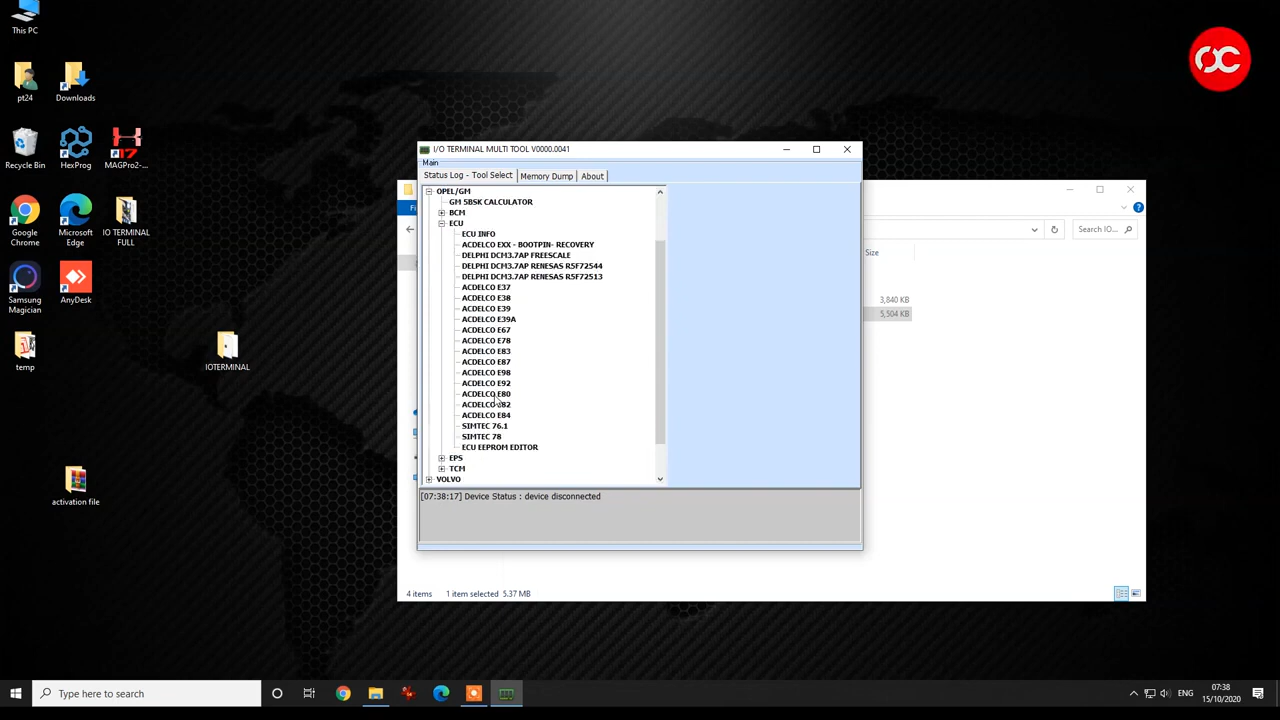 This PC
pt24
Downloads
Recycle Bin
HexProg
MAGPro2-...
Google
Chrome
Microsoft
Edge
IO TERMINAL
FULL
Samsung
Magician
AnyDesk
temp
IOTERMINAL
activation file
I/O TERMINAL MULTI TOOL V0000.0041
Main
Status Log - Tool Select
Memory Dump
About
OPEL/GM
GM 5BSK CALCULATOR
BCM
ECU
ECU INFO
ACDELCO EXX - BOOTPIN- RECOVERY
DELPHI DCM3.7AP FREESCALE
DELPHI DCM3.7AP RENESAS R5F72544
DELPHI DCM3.7AP RENESAS R5F72513
ACDELCO E37
ACDELCO E38
ACDELCO E39
ACDELCO E39A
ACDELCO E67
ACDELCO E78
ACDELCO E83
ACDELCO E87
ACDELCO E98
ACDELCO E92
ACDELCO E80
ACDELCO E82
ACDELCO E84
SIMTEC 76.1
SIMTEC 78
ECU EEPROM EDITOR
EPS
TCM
VOLVO
[07:38:17] Device Status : device disconnected
Search IO...
Size
3,840 KB
5,504 KB
4 items 1 item selected 5.37 MB
Type here to search
ENG
07:38
15/10/2020